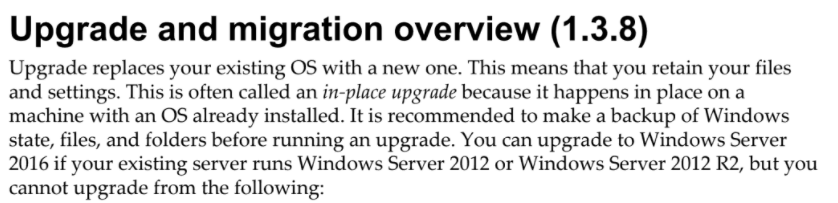 Upgrade and migration overview (1.3.8)
Upgrade replaces your existing OS with a new one. This means that you retain your files
and settings. This is often called an in-place upgrade because it happens in place on a
machine with an OS already installed. It is recommended to make a backup of Windows
state, files, and folders before running an upgrade. You can upgrade to Windows Server
2016 if your existing server runs Windows Server 2012 or Windows Server 2012 R2, but you
cannot upgrade from the following: